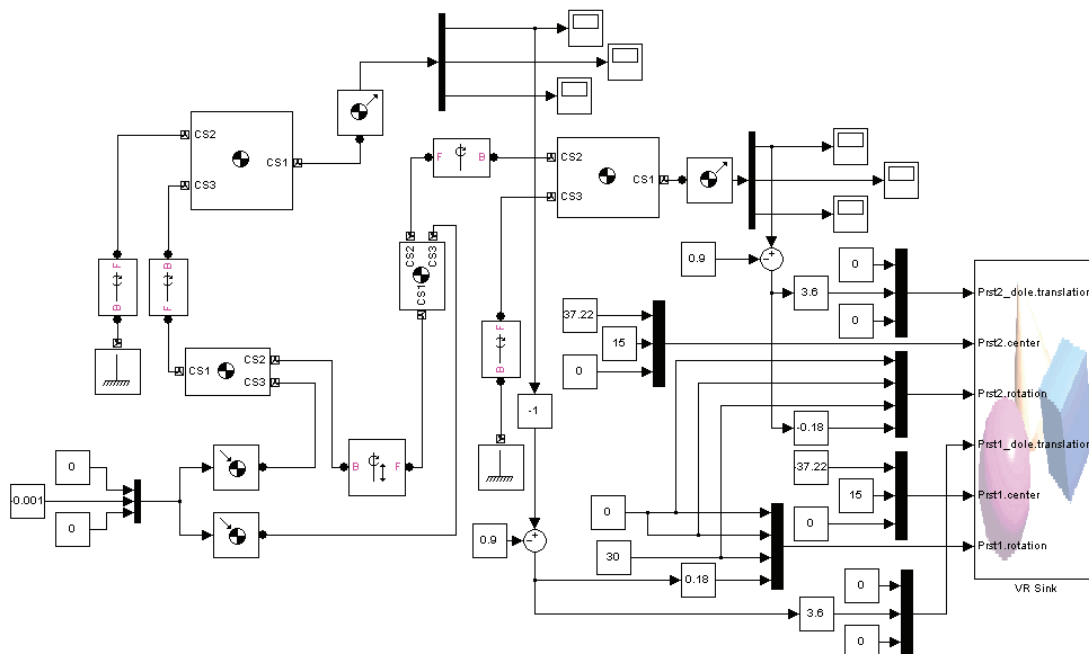 CS2
CS1
CS3
F
B
B
F
F
B
CS2
CS3
CS1
CS2
CS3
CS1
F
B
0.9
0
3.6
0
Prst2_dole.translation
37.22
15
0
Prst2.center
Prst2.rotation
-1
-0.18
Prst1_dole.translation
CS1
CS2
CS3
B
F
0
-0.001
0
-37.22
15
0
Prst1.center
0
0.9
30
0.18
Prst1.rotation
0
3.6
0
VR Sink